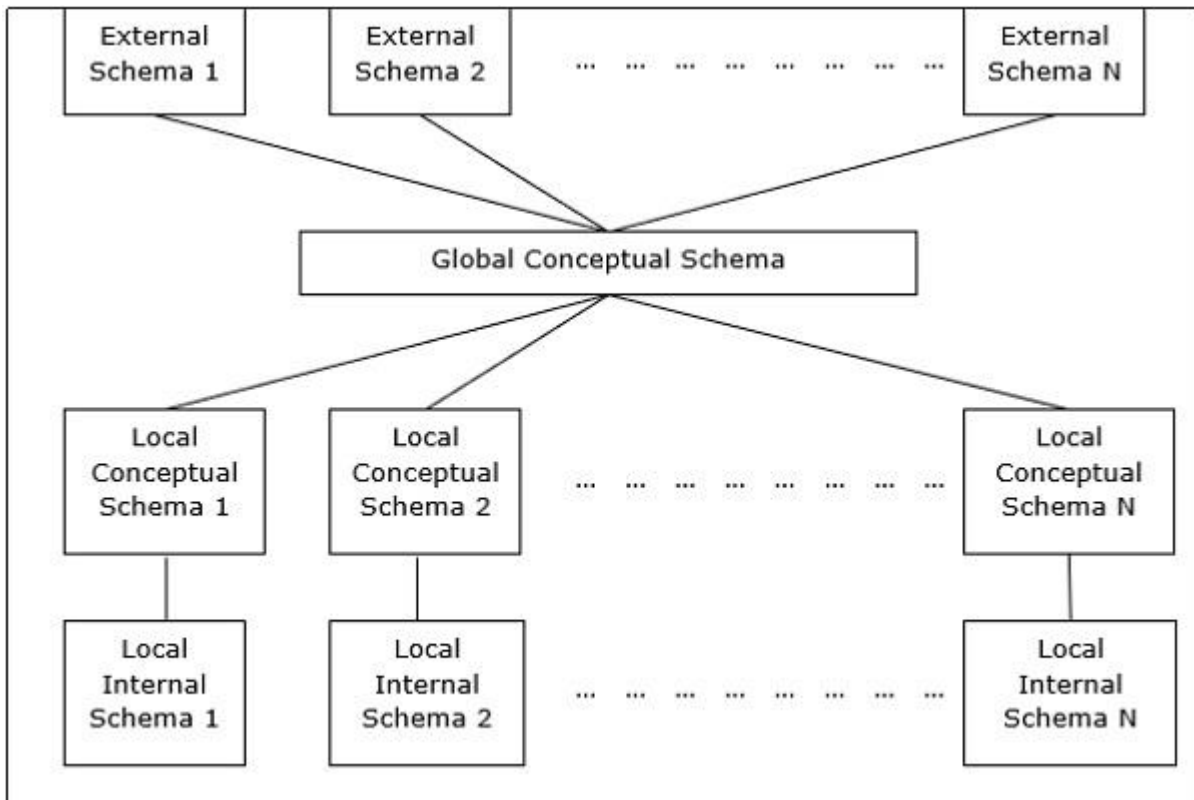 External
Schema 1
External
Schema 2
... ... ... ... ... ... ... ...
External
Schema N
Global Conceptual Schema
Local
Conceptual
Schema 1
Local
Conceptual
Schema 2
... ... ... ... ... ... ... ...
Local
Conceptual
Schema N
Local
Internal
Schema 1
Local
Internal
Schema 2
... ... ... ... ... ... ... ...
Local
Internal
Schema N